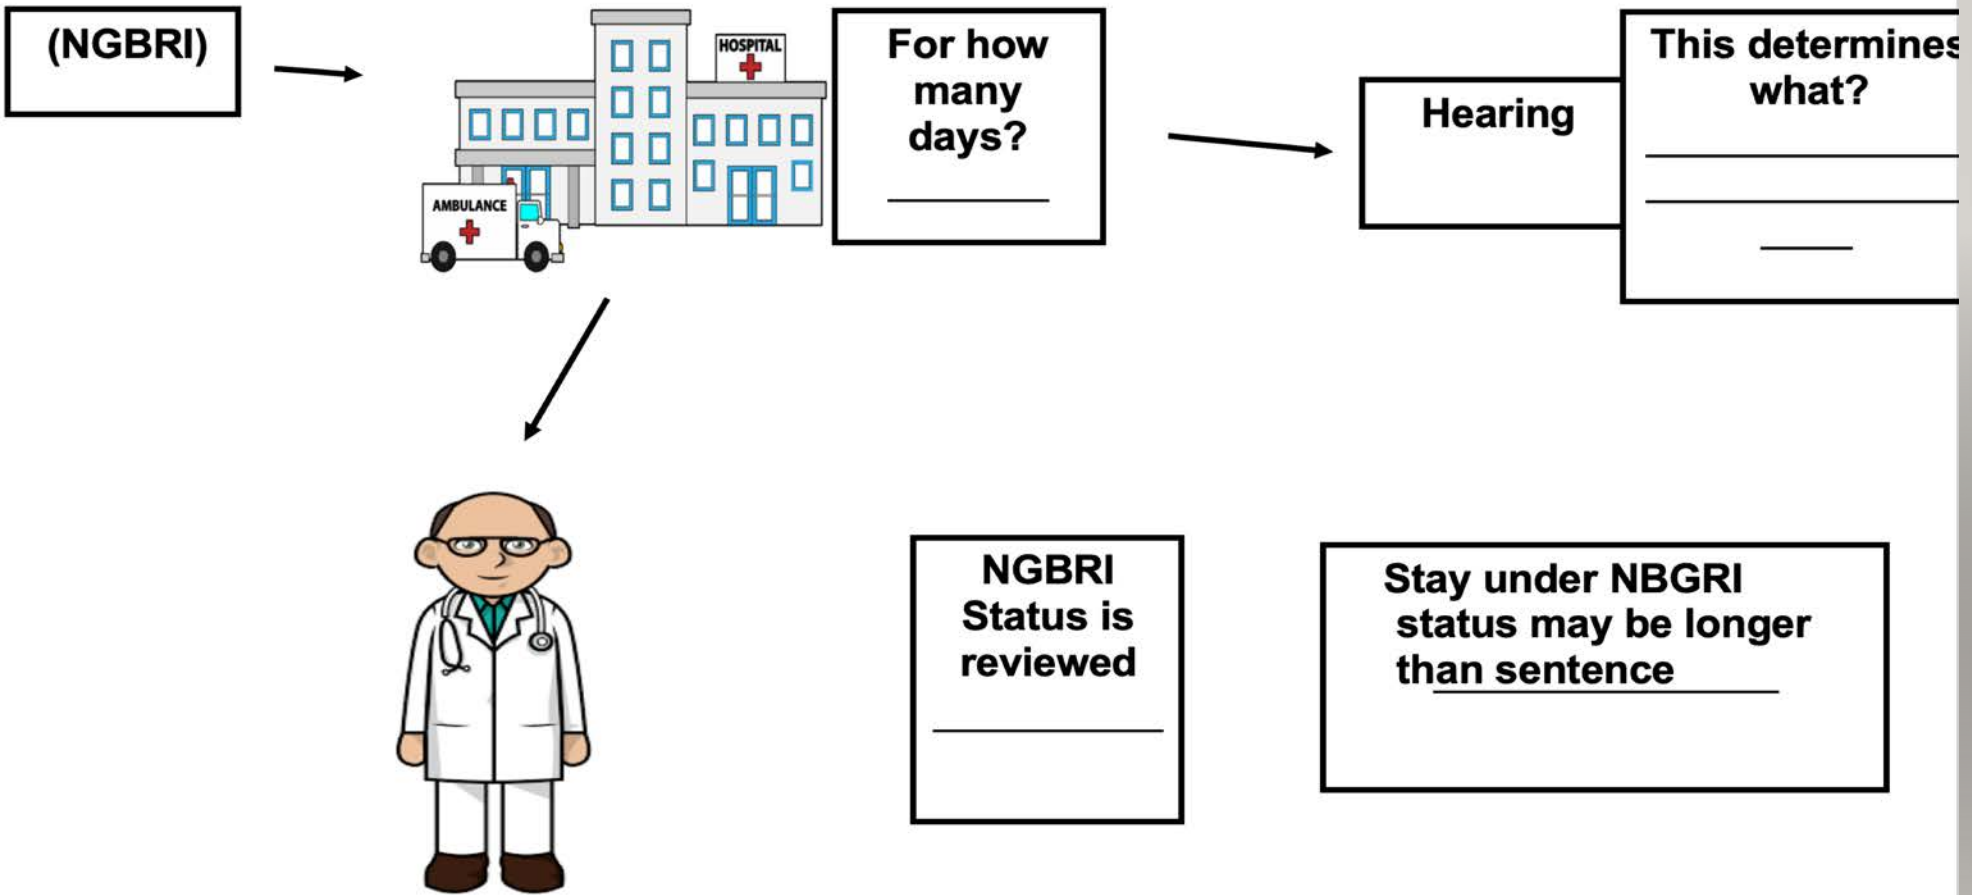 (NGBRI)
HOSPITAL
AMBULANCE
For how
many
days?
Hearing
This determines
what?
NGBRI
Status is
reviewed
Stay under NBGRI
status may be longer
than sentence